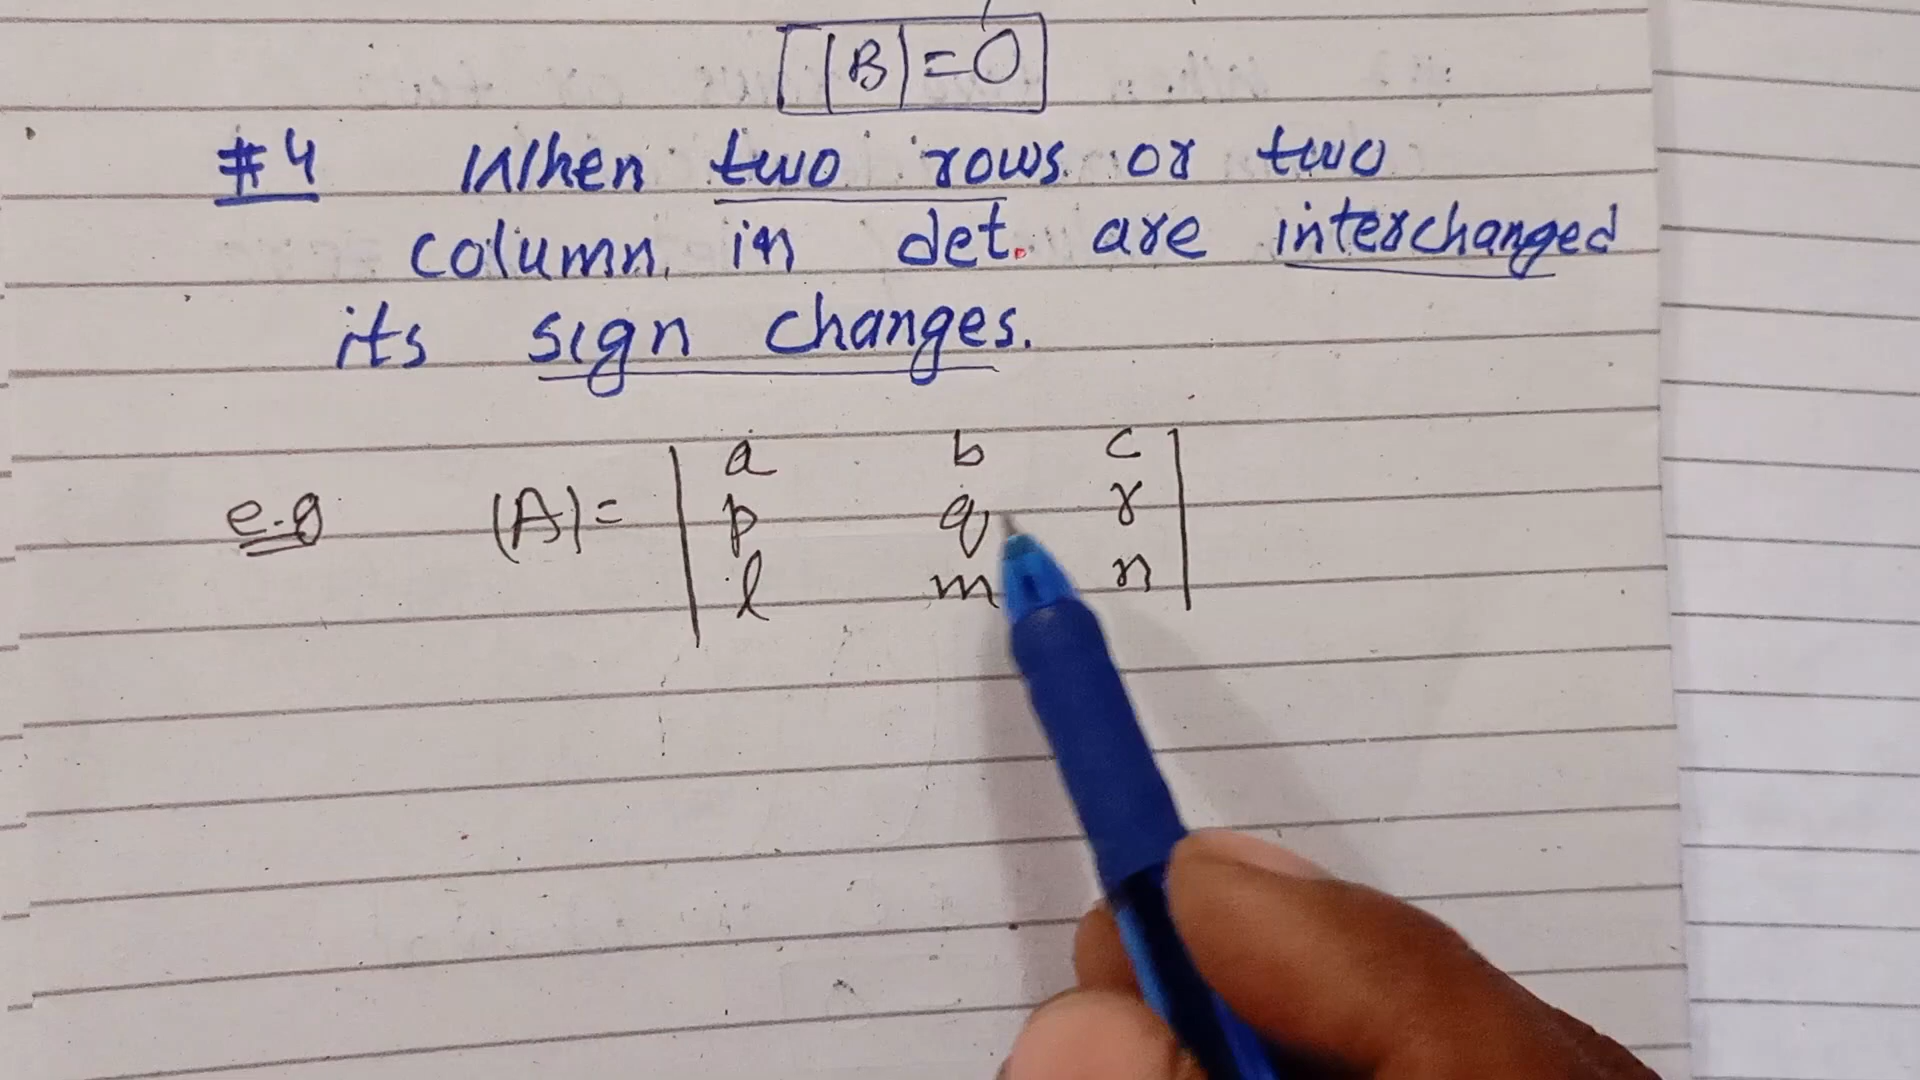 |B|=0
#4 When two rows or two
column in det. are interchanged
its sign changes.
a b c
e.g (A)= p q r
l m n